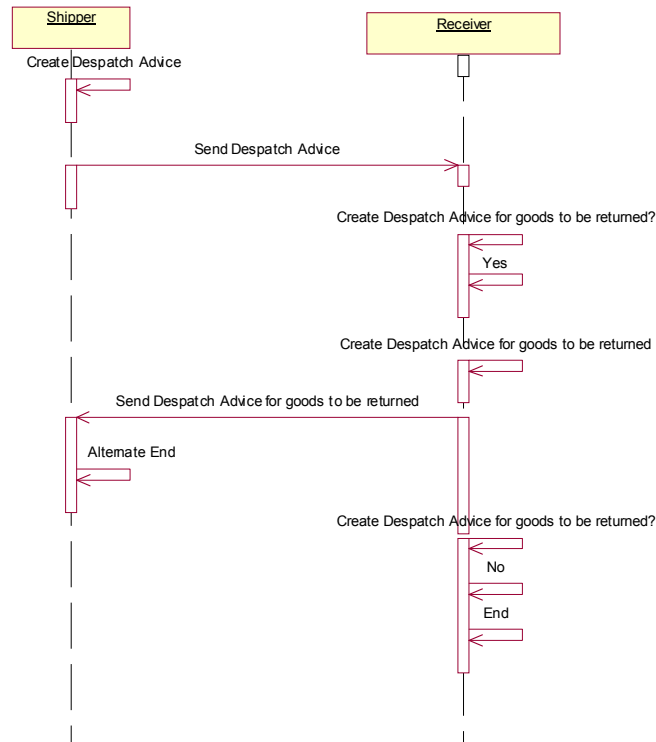 Shipper
Receiver
Create Despatch Advice
Send Despatch Advice
Create Despatch Advice for goods to be returned?
Yes
Create Despatch Advice for goods to be returned
Send Despatch Advice for goods to be returned
Alternate End
Create Despatch Advice for goods to be returned?
No
End